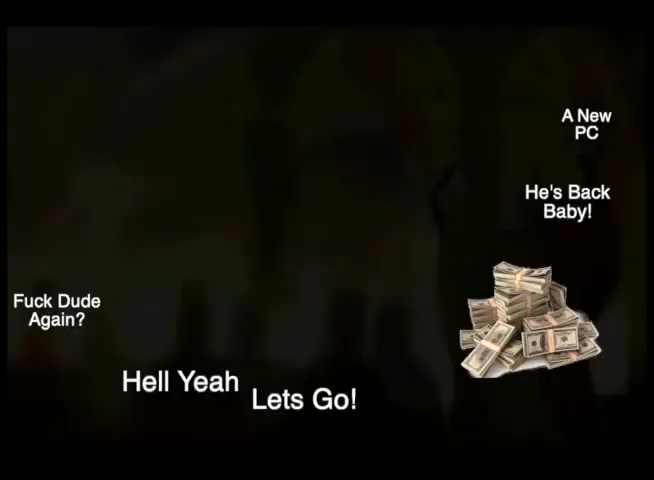 A New
PC
He's Back
Baby!
Fuck Dude
Again?
Hell Yeah
Lets Go!